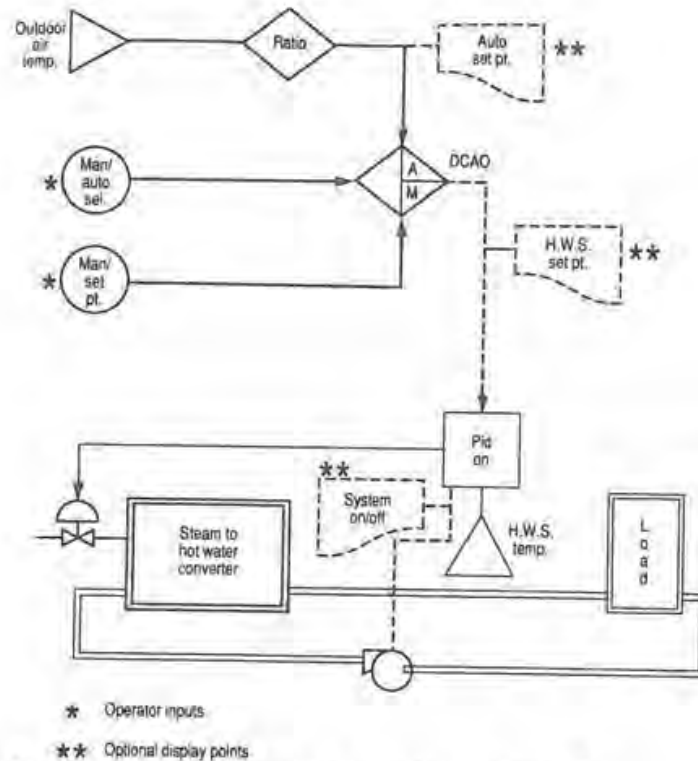 Outdoor
air
temp.
Ratio
Auto
set pt.
**
*
Man/
auto
sel.
A
M
DCAO
*
Man/
set
pt.
H.W.S.
set pt.
**
Pid
on
**
System
on/off
H.W.S.
temp.
Steam to
hot water
converter
L
o
a
d
* Operator inputs
** Optional display points